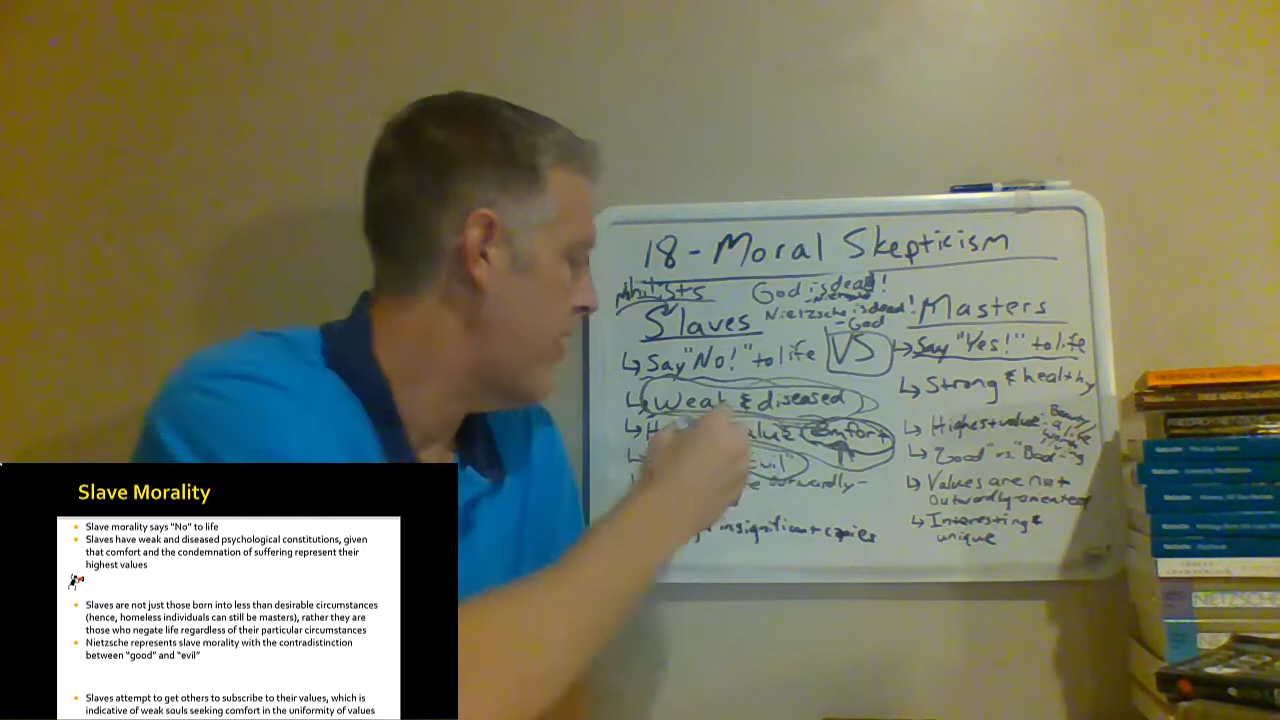 18 - Moral Skepticism
God is dead!
- Nietzsche
Nietzsche is dead!
- God
Slaves
↳ Say "No!" to life
↳ Weak & diseased
comfort
Evil"
outwardly-
insignificant copies
VS
Masters
↳ Say "Yes!" to life
↳ Strong & healthy
↳ Highest value: Beauty,
a life
↳ "Good" vs. "Bad"
↳ Values are not
outwardly-oriented
↳ Interesting &
unique
NIETZSCHE
Slave Morality
Slave morality says "No" to life
Slaves have weak and diseased psychological constitutions, given
that comfort and the condemnation of suffering represent their
highest values
Slaves are not just those born into less than desirable circumstances
(hence, homeless individuals can still be masters), rather they are
those who negate life regardless of their particular circumstances
Nietzsche represents slave morality with the contradistinction
between "good" and "evil"
Slaves attempt to get others to subscribe to their values, which is
indicative of weak souls seeking comfort in the uniformity of values